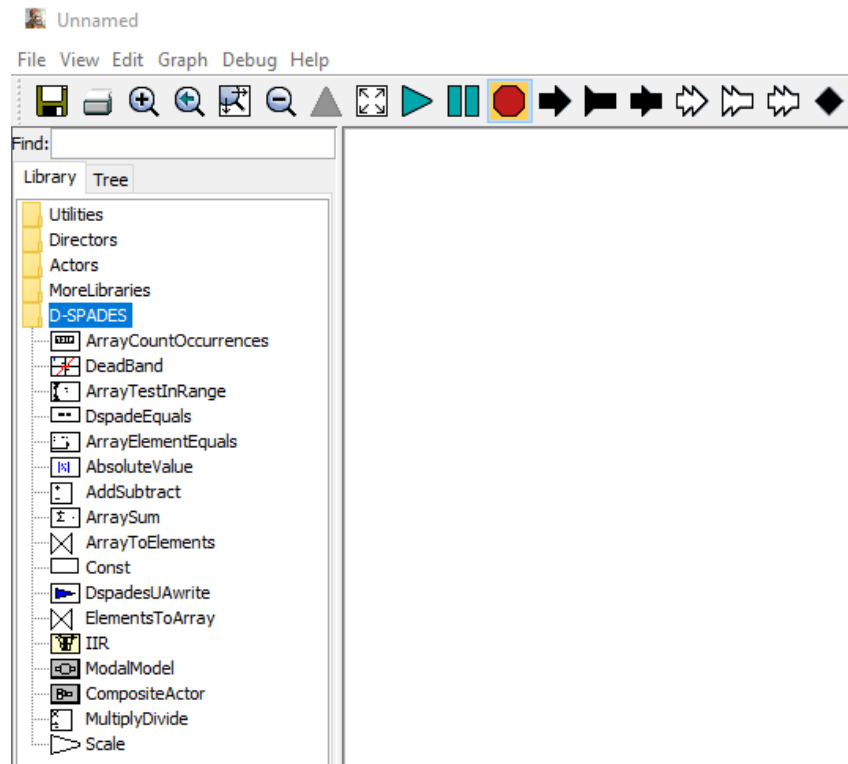 Unnamed
File View Edit Graph Debug Help
Find:
Library Tree
Utilities
Directors
Actors
MoreLibraries
D-SPADES
ArrayCountOccurrences
DeadBand
ArrayTestInRange
DspadeEquals
ArrayElementEquals
AbsoluteValue
AddSubtract
ArraySum
ArrayToElements
Const
DspadesUAwrite
ElementsToArray
IIR
ModalModel
CompositeActor
MultiplyDivide
Scale